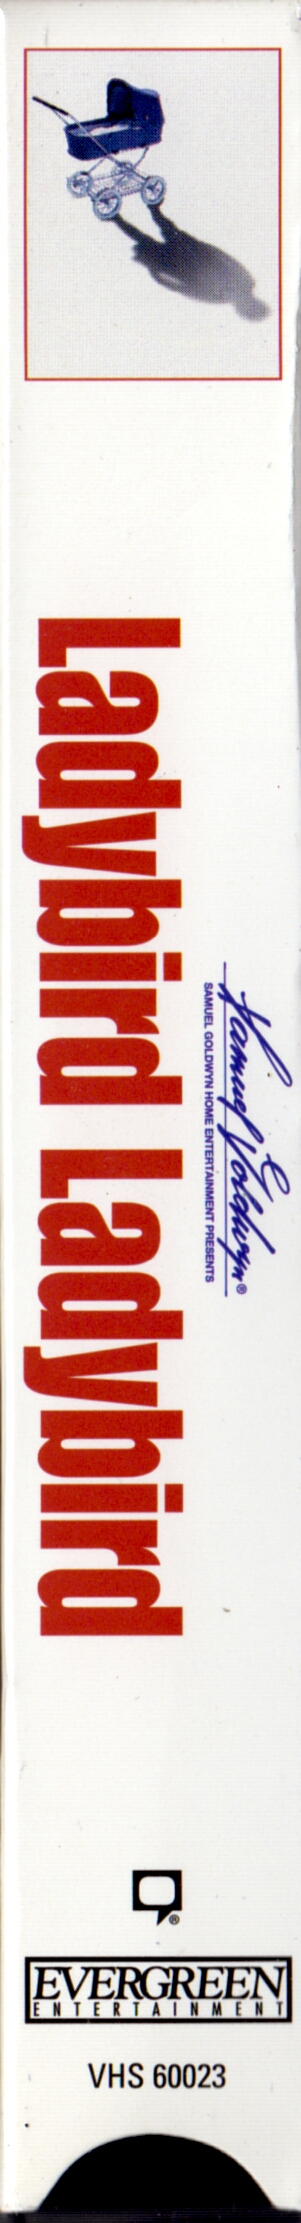 Samuel Goldwyn®
SAMUEL GOLDWYN HOME ENTERTAINMENT PRESENTS
Ladybird Ladybird
®
EVERGREEN
ENTERTAINMENT
VHS 60023